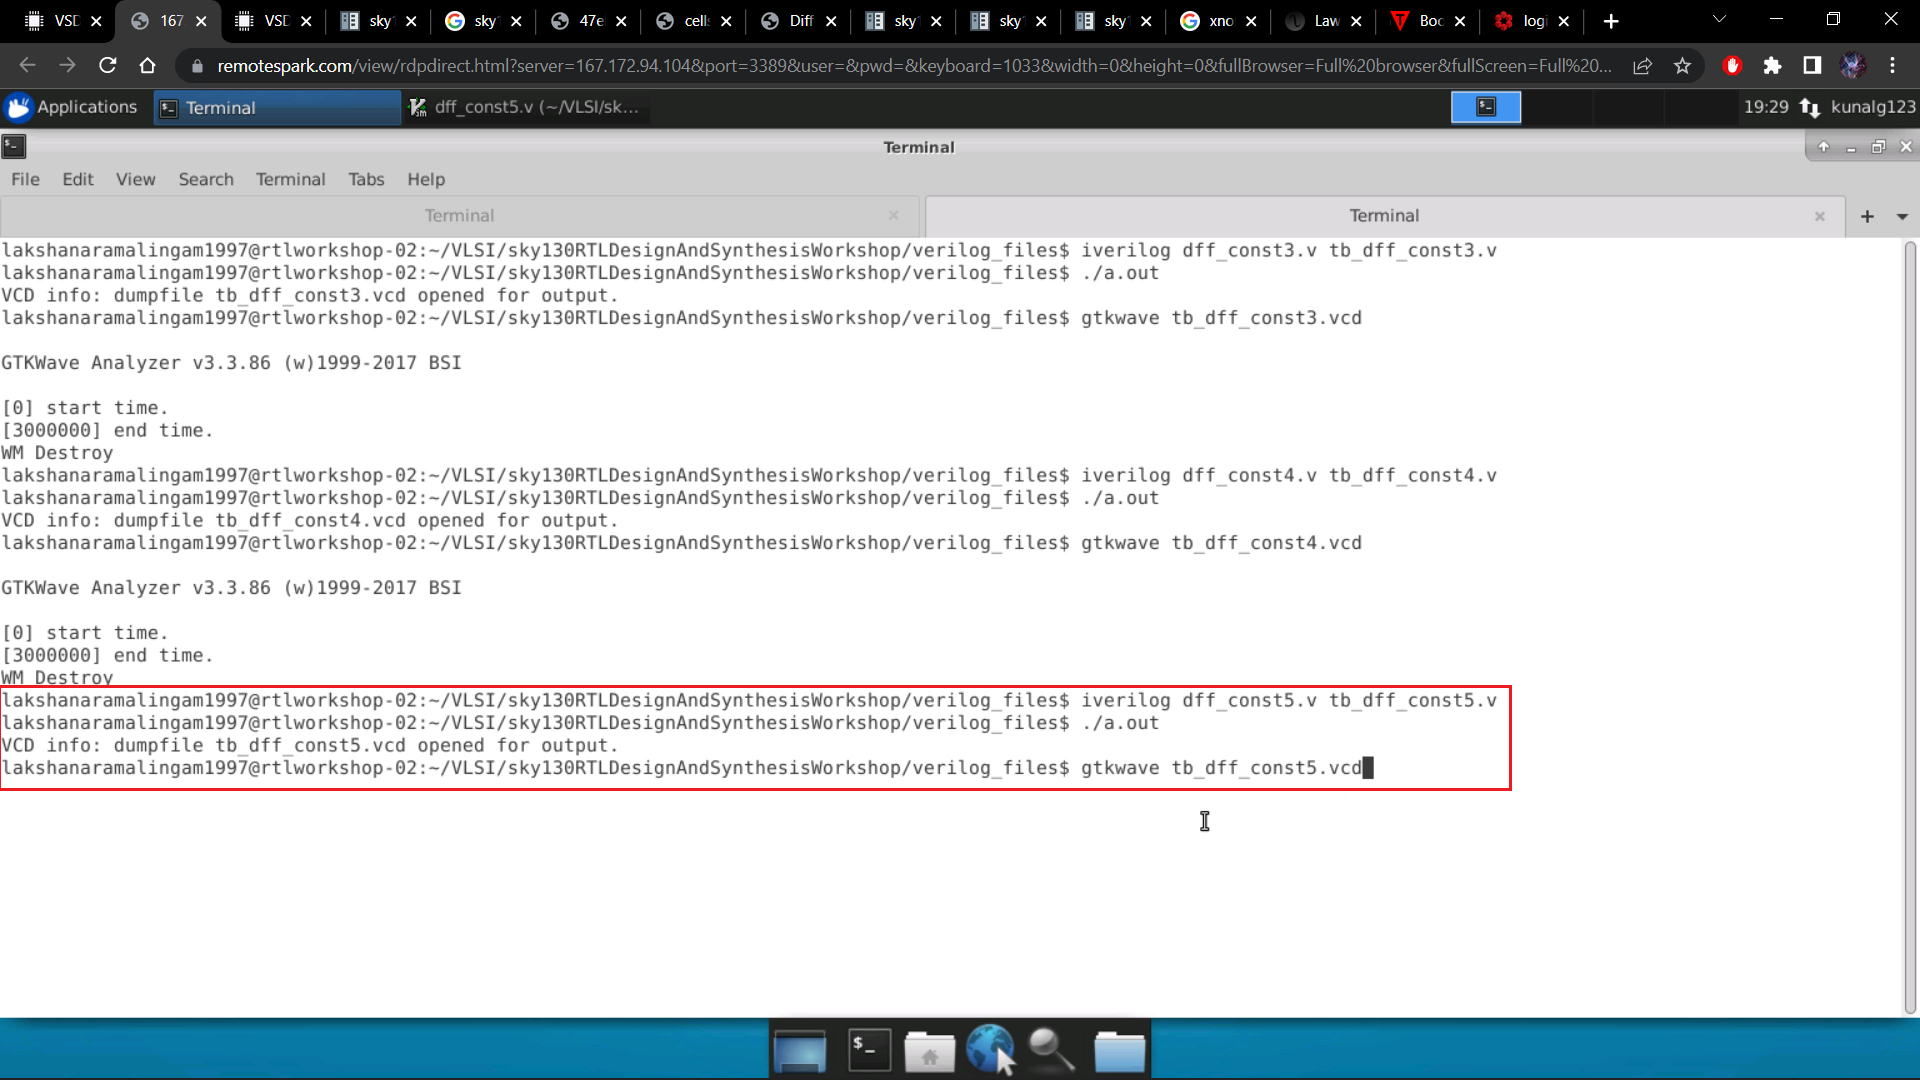 VSD
167
VSD
sky
sky
47e
cell
Diff
sky
sky
sky
xno
Law
Boc
logi
remotespark.com/view/rdpdirect.html?server=167.172.94.104&port=3389&user=&pwd=&keyboard=1033&width=0&height=0&fullBrowser=Full%20browser&fullScreen=Full%20...
Applications
Terminal
dff_const5.v (~/VLSI/sk...
19:29
kunalg123
Terminal
File Edit View Search Terminal Tabs Help
Terminal
Terminal
lakshanaramalingam1997@rtlworkshop-02:~/VLSI/sky130RTLDesignAndSynthesisWorkshop/verilog_files$ iverilog dff_const3.v tb_dff_const3.v
lakshanaramalingam1997@rtlworkshop-02:~/VLSI/sky130RTLDesignAndSynthesisWorkshop/verilog_files$ ./a.out
VCD info: dumpfile tb_dff_const3.vcd opened for output.
lakshanaramalingam1997@rtlworkshop-02:~/VLSI/sky130RTLDesignAndSynthesisWorkshop/verilog_files$ gtkwave tb_dff_const3.vcd
GTKWave Analyzer v3.3.86 (w)1999-2017 BSI
[0] start time.
[3000000] end time.
WM Destroy
lakshanaramalingam1997@rtlworkshop-02:~/VLSI/sky130RTLDesignAndSynthesisWorkshop/verilog_files$ iverilog dff_const4.v tb_dff_const4.v
lakshanaramalingam1997@rtlworkshop-02:~/VLSI/sky130RTLDesignAndSynthesisWorkshop/verilog_files$ ./a.out
VCD info: dumpfile tb_dff_const4.vcd opened for output.
lakshanaramalingam1997@rtlworkshop-02:~/VLSI/sky130RTLDesignAndSynthesisWorkshop/verilog_files$ gtkwave tb_dff_const4.vcd
GTKWave Analyzer v3.3.86 (w)1999-2017 BSI
[0] start time.
[3000000] end time.
WM Destroy
lakshanaramalingam1997@rtlworkshop-02:~/VLSI/sky130RTLDesignAndSynthesisWorkshop/verilog_files$ iverilog dff_const5.v tb_dff_const5.v
lakshanaramalingam1997@rtlworkshop-02:~/VLSI/sky130RTLDesignAndSynthesisWorkshop/verilog_files$ ./a.out
VCD info: dumpfile tb_dff_const5.vcd opened for output.
lakshanaramalingam1997@rtlworkshop-02:~/VLSI/sky130RTLDesignAndSynthesisWorkshop/verilog_files$ gtkwave tb_dff_const5.vcd